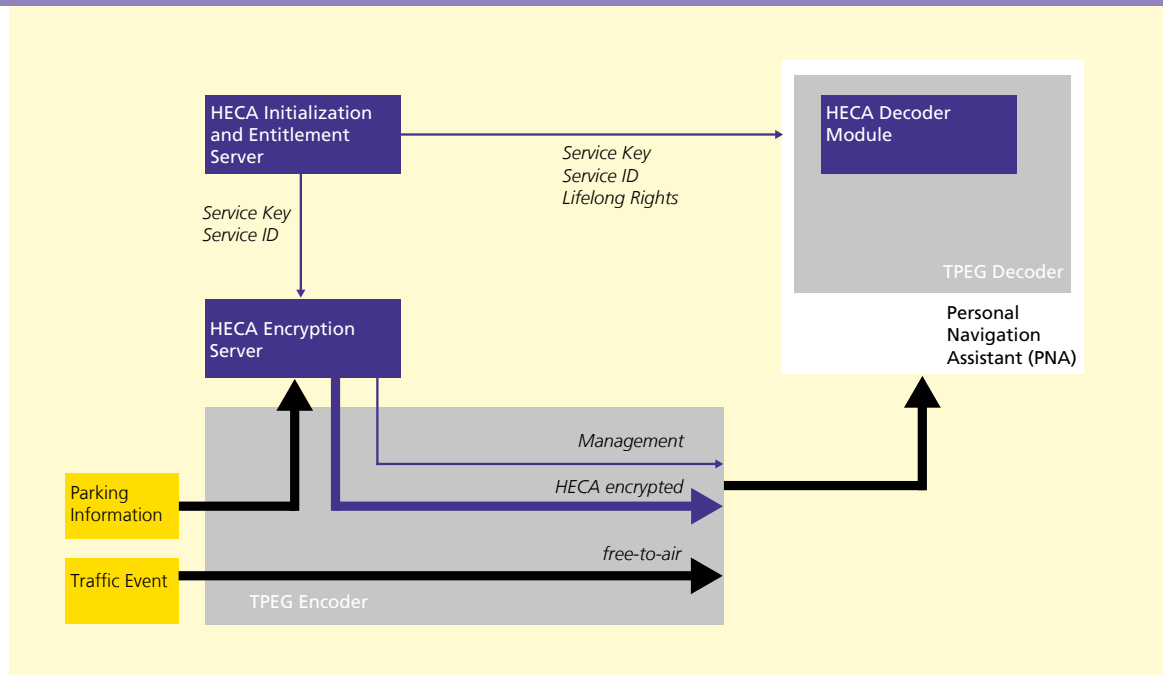 HECA Initialization
and Entitlement
Server
HECA Decoder
Module
Service Key
Service ID
Lifelong Rights
Service Key
Service ID
TPEG Decoder
HECA Encryption
Server
Personal
Navigation
Assistant (PNA)
Management
HECA encrypted
Parking
Information
free-to-air
Traffic Event
TPEG Encoder